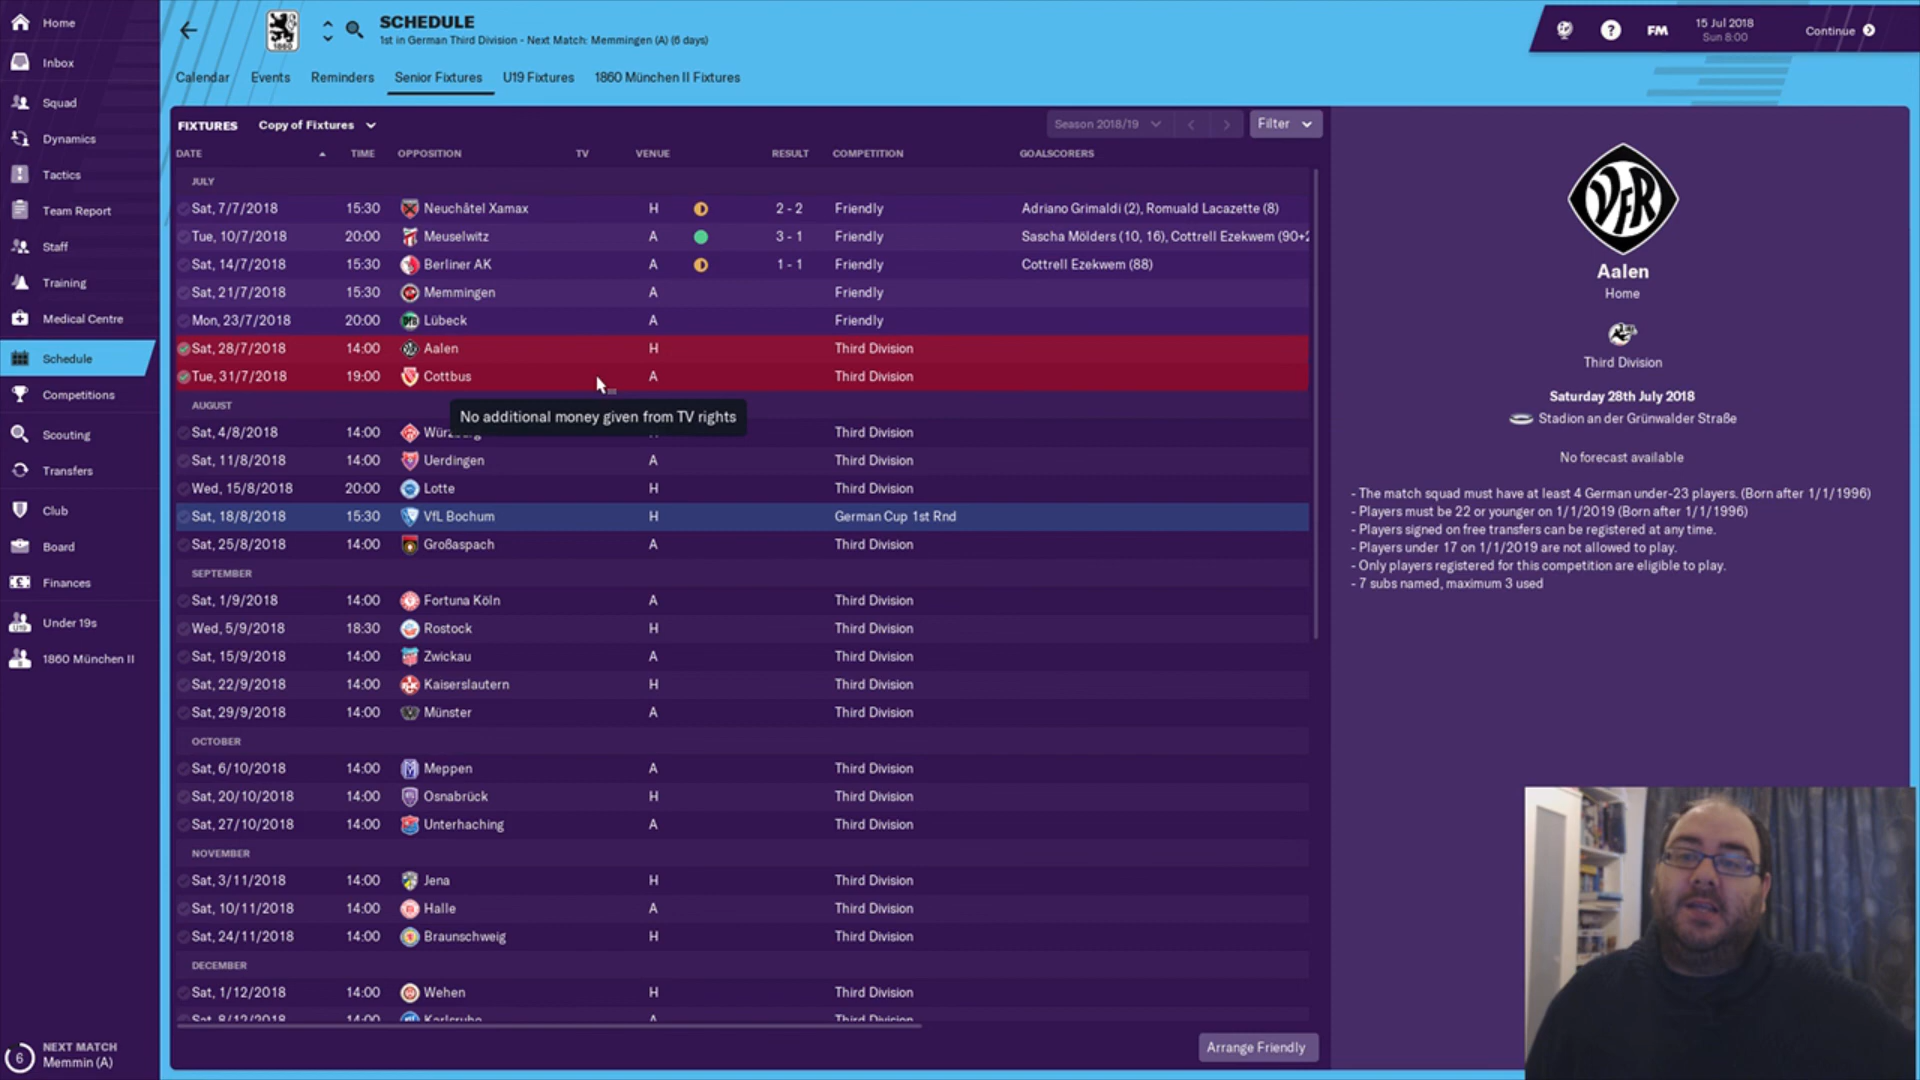 Home
Inbox
Squad
Dynamics
Tactics
Team Report
Staff
Training
Medical Centre
Schedule
Competitions
Scouting
Transfers
Club
Board
Finances
Under 19s
1860 München II
NEXT MATCH
6 Memmin (A)
1860
SCHEDULE
1st in German Third Division - Next Match: Memmingen (A) (6 days)
FM
15 Jul 2018
Sun 8:00
Continue
Calendar Events Reminders Senior Fixtures U19 Fixtures 1860 München II Fixtures
FIXTURES Copy of Fixtures Season 2018/19 Filter
DATE TIME OPPOSITION TV VENUE RESULT COMPETITION GOALSCORERS
JULY
Sat, 7/7/2018 15:30 Neuchâtel Xamax H 2 - 2 Friendly Adriano Grimaldi (2), Romuald Lacazette (8)
Tue, 10/7/2018 20:00 Meuselwitz A 3 - 1 Friendly Sascha Mölders (10, 16), Cottrell Ezekwem (90+2
Sat, 14/7/2018 15:30 Berliner AK A 1 - 1 Friendly Cottrell Ezekwem (88)
Sat, 21/7/2018 15:30 Memmingen A Friendly
Mon, 23/7/2018 20:00 Lübeck A Friendly
Sat, 28/7/2018 14:00 Aalen H Third Division
Tue, 31/7/2018 19:00 Cottbus A Third Division
AUGUST
No additional money given from TV rights
Sat, 4/8/2018 14:00 H Third Division
Sat, 11/8/2018 14:00 Uerdingen A Third Division
Wed, 15/8/2018 20:00 Lotte H Third Division
Sat, 18/8/2018 15:30 VfL Bochum H German Cup 1st Rnd
Sat, 25/8/2018 14:00 Großaspach A Third Division
SEPTEMBER
Sat, 1/9/2018 14:00 Fortuna Köln A Third Division
Wed, 5/9/2018 18:30 Rostock H Third Division
Sat, 15/9/2018 14:00 Zwickau A Third Division
Sat, 22/9/2018 14:00 Kaiserslautern H Third Division
Sat, 29/9/2018 14:00 Münster A Third Division
OCTOBER
Sat, 6/10/2018 14:00 Meppen A Third Division
Sat, 20/10/2018 14:00 Osnabrück H Third Division
Sat, 27/10/2018 14:00 Unterhaching A Third Division
NOVEMBER
Sat, 3/11/2018 14:00 Jena H Third Division
Sat, 10/11/2018 14:00 Halle A Third Division
Sat, 24/11/2018 14:00 Braunschweig H Third Division
DECEMBER
Sat, 1/12/2018 14:00 Wehen H Third Division
Sat, 8/12/2018 14:00 Karlsruhe A Third Division
Arrange Friendly
VfR
Aalen
Home
Third Division
Saturday 28th July 2018
Stadion an der Grünwalder Straße
No forecast available
- The match squad must have at least 4 German under-23 players. (Born after 1/1/1996)
- Players must be 22 or younger on 1/1/2019 (Born after 1/1/1996)
- Players signed on free transfers can be registered at any time.
- Players under 17 on 1/1/2019 are not allowed to play.
- Only players registered for this competition are eligible to play.
- 7 subs named, maximum 3 used